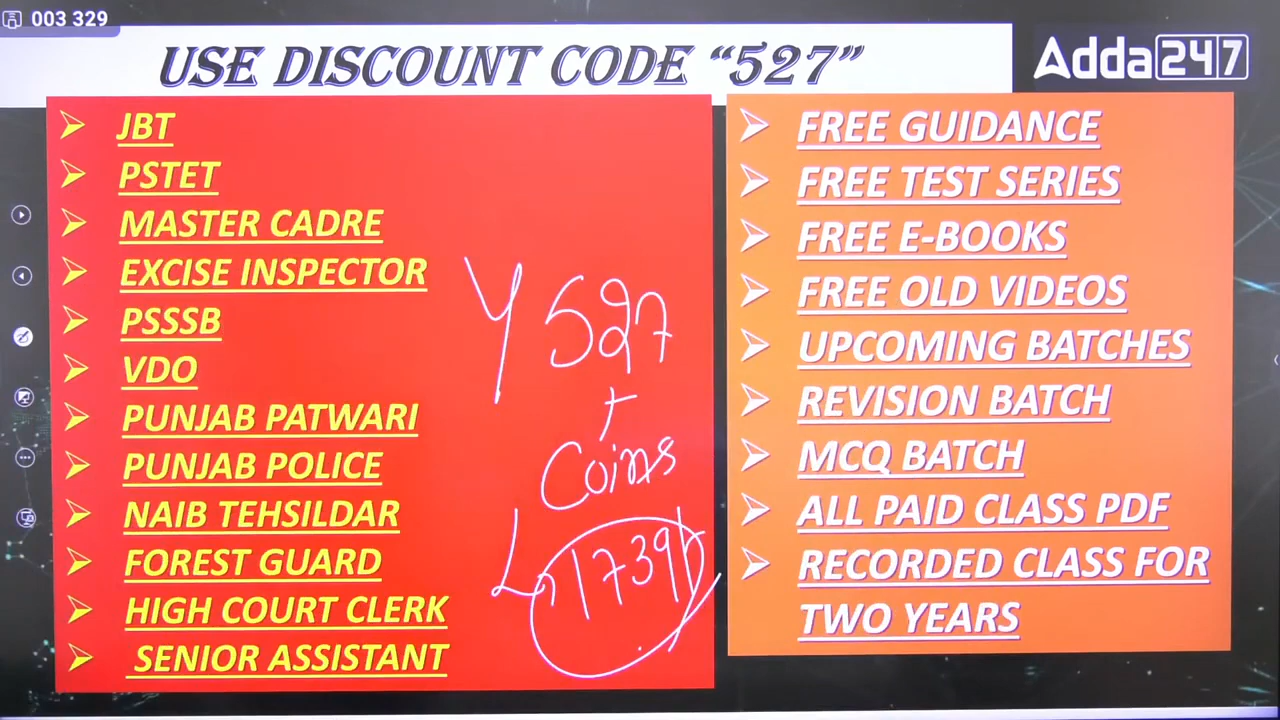 003 329
USE DISCOUNT CODE “527”
Adda247
JBT
PSTET
MASTER CADRE
EXCISE INSPECTOR
PSSSB
VDO
PUNJAB PATWARI
PUNJAB POLICE
NAIB TEHSILDAR
FOREST GUARD
HIGH COURT CLERK
SENIOR ASSISTANT
Y 527
+
Coins
1739
FREE GUIDANCE
FREE TEST SERIES
FREE E-BOOKS
FREE OLD VIDEOS
UPCOMING BATCHES
REVISION BATCH
MCQ BATCH
ALL PAID CLASS PDF
RECORDED CLASS FOR
TWO YEARS